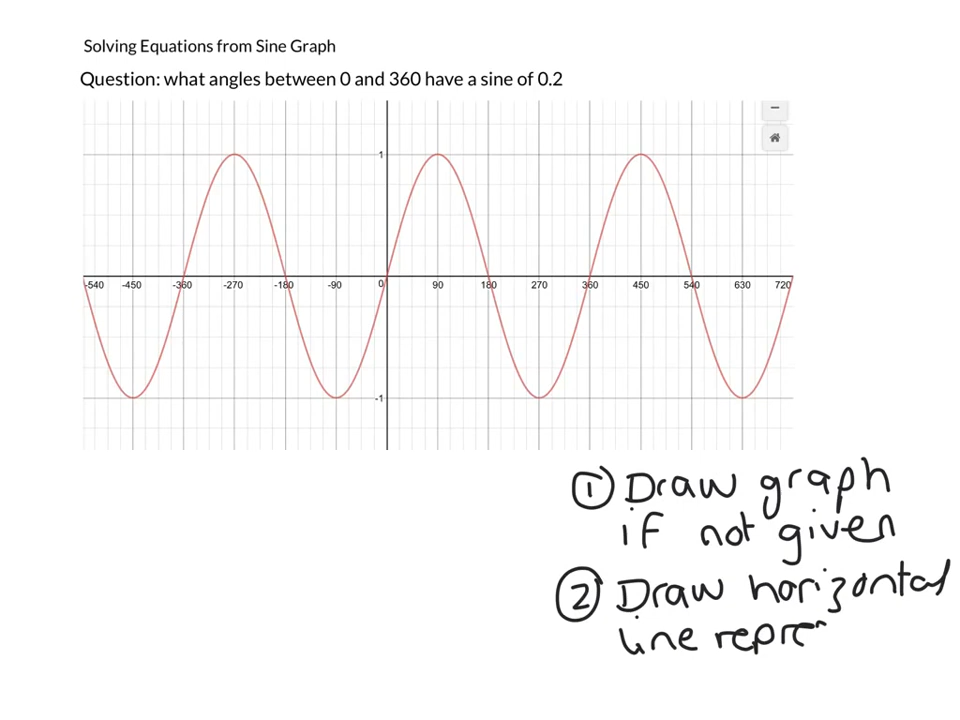 Solving Equations from Sine Graph
Question: what angles between 0 and 360 have a sine of 0.2
1
-540 -450 -360 -270 -180 -90 0 90 180 270 360 450 540 630 720
-1
① Draw graph
if not given
② Draw horizontal
line repre